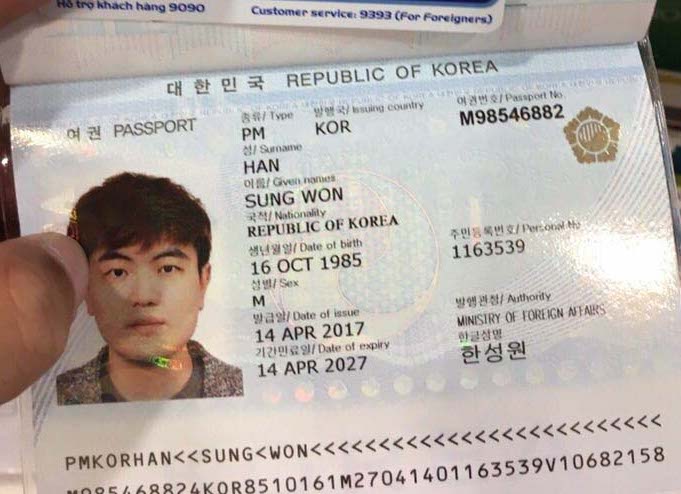 Hỗ trợ khách hàng 9090
Customer service: 9393 (For Foreigners)
대한민국 REPUBLIC OF KOREA
여권 PASSPORT
종류/ Type 발행국/ Issuing country 여권번호/ Passport No.
PM KOR M98546882
성/ Surname
HAN
이름/ Given names
SUNG WON
국적/ Nationality
REPUBLIC OF KOREA
생년월일/ Date of birth 주민등록번호/ Personal No
16 OCT 1985 1163539
성별/ Sex
M
발급일/ Date of issue 발행관청/ Authority
14 APR 2017 MINISTRY OF FOREIGN AFFAIRS
기간만료일/ Date of expiry 한글성명
14 APR 2027 한성원
PMKORHAN<<SUNG<WON<<<<<<<<<<<<<<<<<<<<<<<<<<
M985468824KOR8510161M27041401163539V10682158